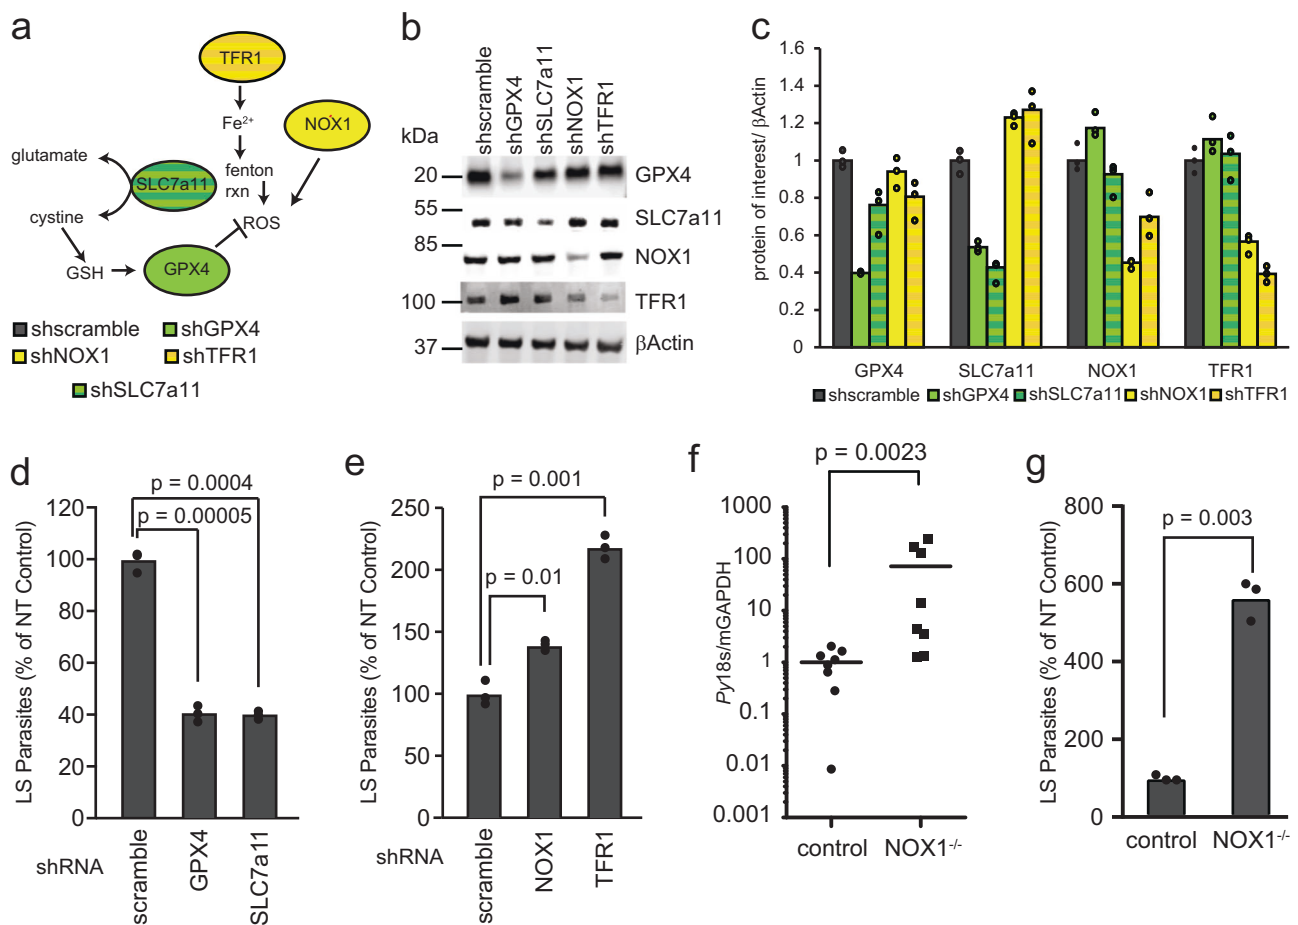 a
TFR1
Fe²⁺
NOX1
glutamate
fenton
rxn
SLC7a11
cystine
ROS
GSH
GPX4
shscramble shGPX4
shNOX1 shTFR1
shSLC7a11
b
shscramble
shGPX4
shSLC7a11
shNOX1
shTFR1
kDa
20 GPX4
55 SLC7a11
85 NOX1
100 TFR1
37 βActin
c
protein of interest/ βActin
1.6
1.4
1.2
1
0.8
0.6
0.4
0.2
0
GPX4 SLC7a11 NOX1 TFR1
shscramble shGPX4 shSLC7a11 shNOX1 shTFR1
d
p = 0.0004
p = 0.00005
LS Parasites (% of NT Control)
120
100
80
60
40
20
0
shRNA
scramble
GPX4
SLC7a11
e
p = 0.001
p = 0.01
LS Parasites (% of NT Control)
250
200
150
100
50
0
shRNA
scramble
NOX1
TFR1
f
p = 0.0023
Py18s/mGAPDH
1000
100
10
1
0.1
0.01
0.001
control NOX1⁻/⁻
g
p = 0.003
LS Parasites (% of NT Control)
800
600
400
200
0
control NOX1⁻/⁻